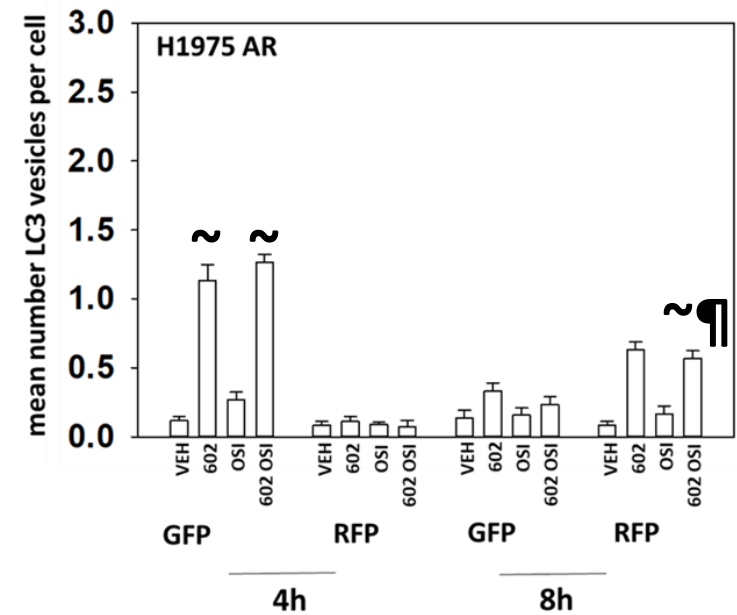 mean number LC3 vesicles per cell
3.0
2.5
2.0
1.5
1.0
0.5
0.0
H1975 AR
~ ~
~¶
VEH 602 OSI 602 OSI VEH 602 OSI 602 OSI VEH 602 OSI 602 OSI VEH 602 OSI 602 OSI
GFP RFP GFP RFP
4h 8h